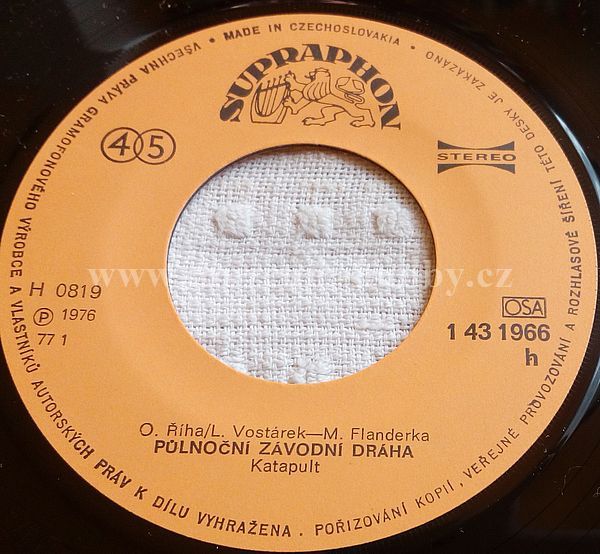 • MADE IN CZECHOSLOVAKIA •
SUPRAPHON
45
STEREO
H 0819
Ⓟ 1976
77 1
OSA
1 43 1966
h
O. Říha/L. Vostárek—M. Flanderka
PŮLNOČNÍ ZÁVODNÍ DRÁHA
Katapult
VŠECHNA PRÁVA GRAMOFONOVÉHO VÝROBCE A VLASTNÍKŮ AUTORSKÝCH PRÁV K DÍLU VYHRAŽENA. POŘIZOVÁNÍ KOPIÍ, VEŘEJNÉ PROVOZOVÁNÍ A ROZHLASOVÉ ŠÍŘENÍ TÉTO DESKY JE ZAKÁZÁNO